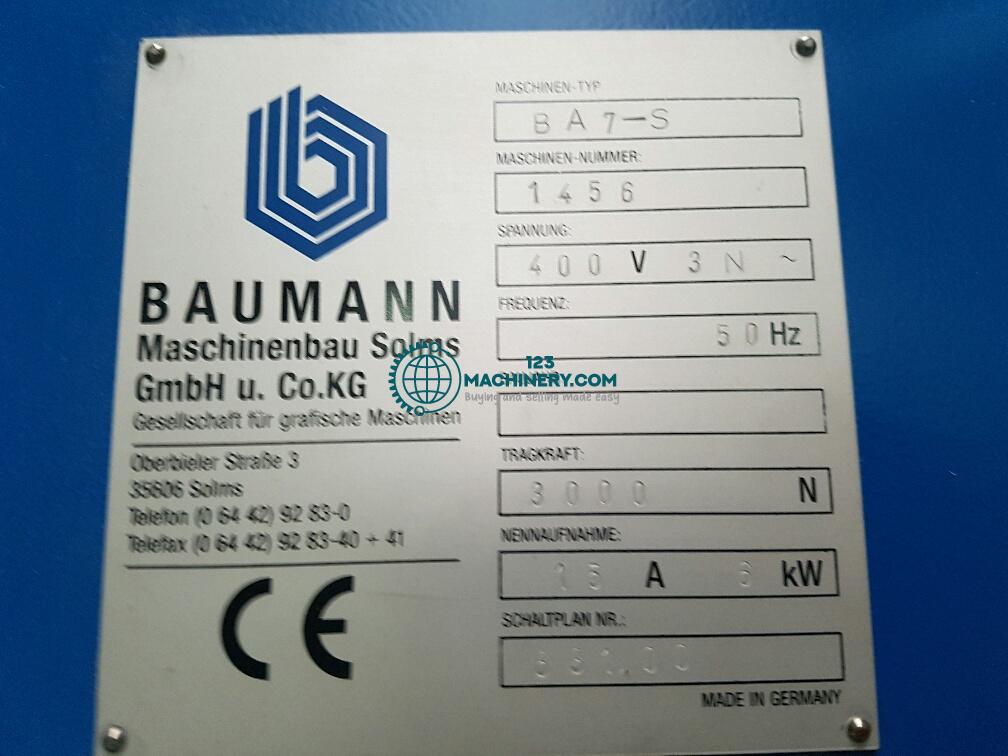 BAUMANN
Maschinenbau Solms
GmbH u. Co.KG
Gesellschaft für grafische Maschinen
Oberbieler Straße 3
35606 Solms
Telefon (0 64 42) 92 83-0
Telefax (0 64 42) 92 83-40 + 41
CE
MASCHINEN-TYP
BA7-S
MASCHINEN-NUMMER:
1456
SPANNUNG:
400 V 3N ~
FREQUENZ:
50 Hz
TRAGKRAFT:
3000 N
NENNAUFNAHME:
15 A kW
SCHALTPLAN NR.:
MADE IN GERMANY
123
MACHINERY.COM
Buying and selling made easy